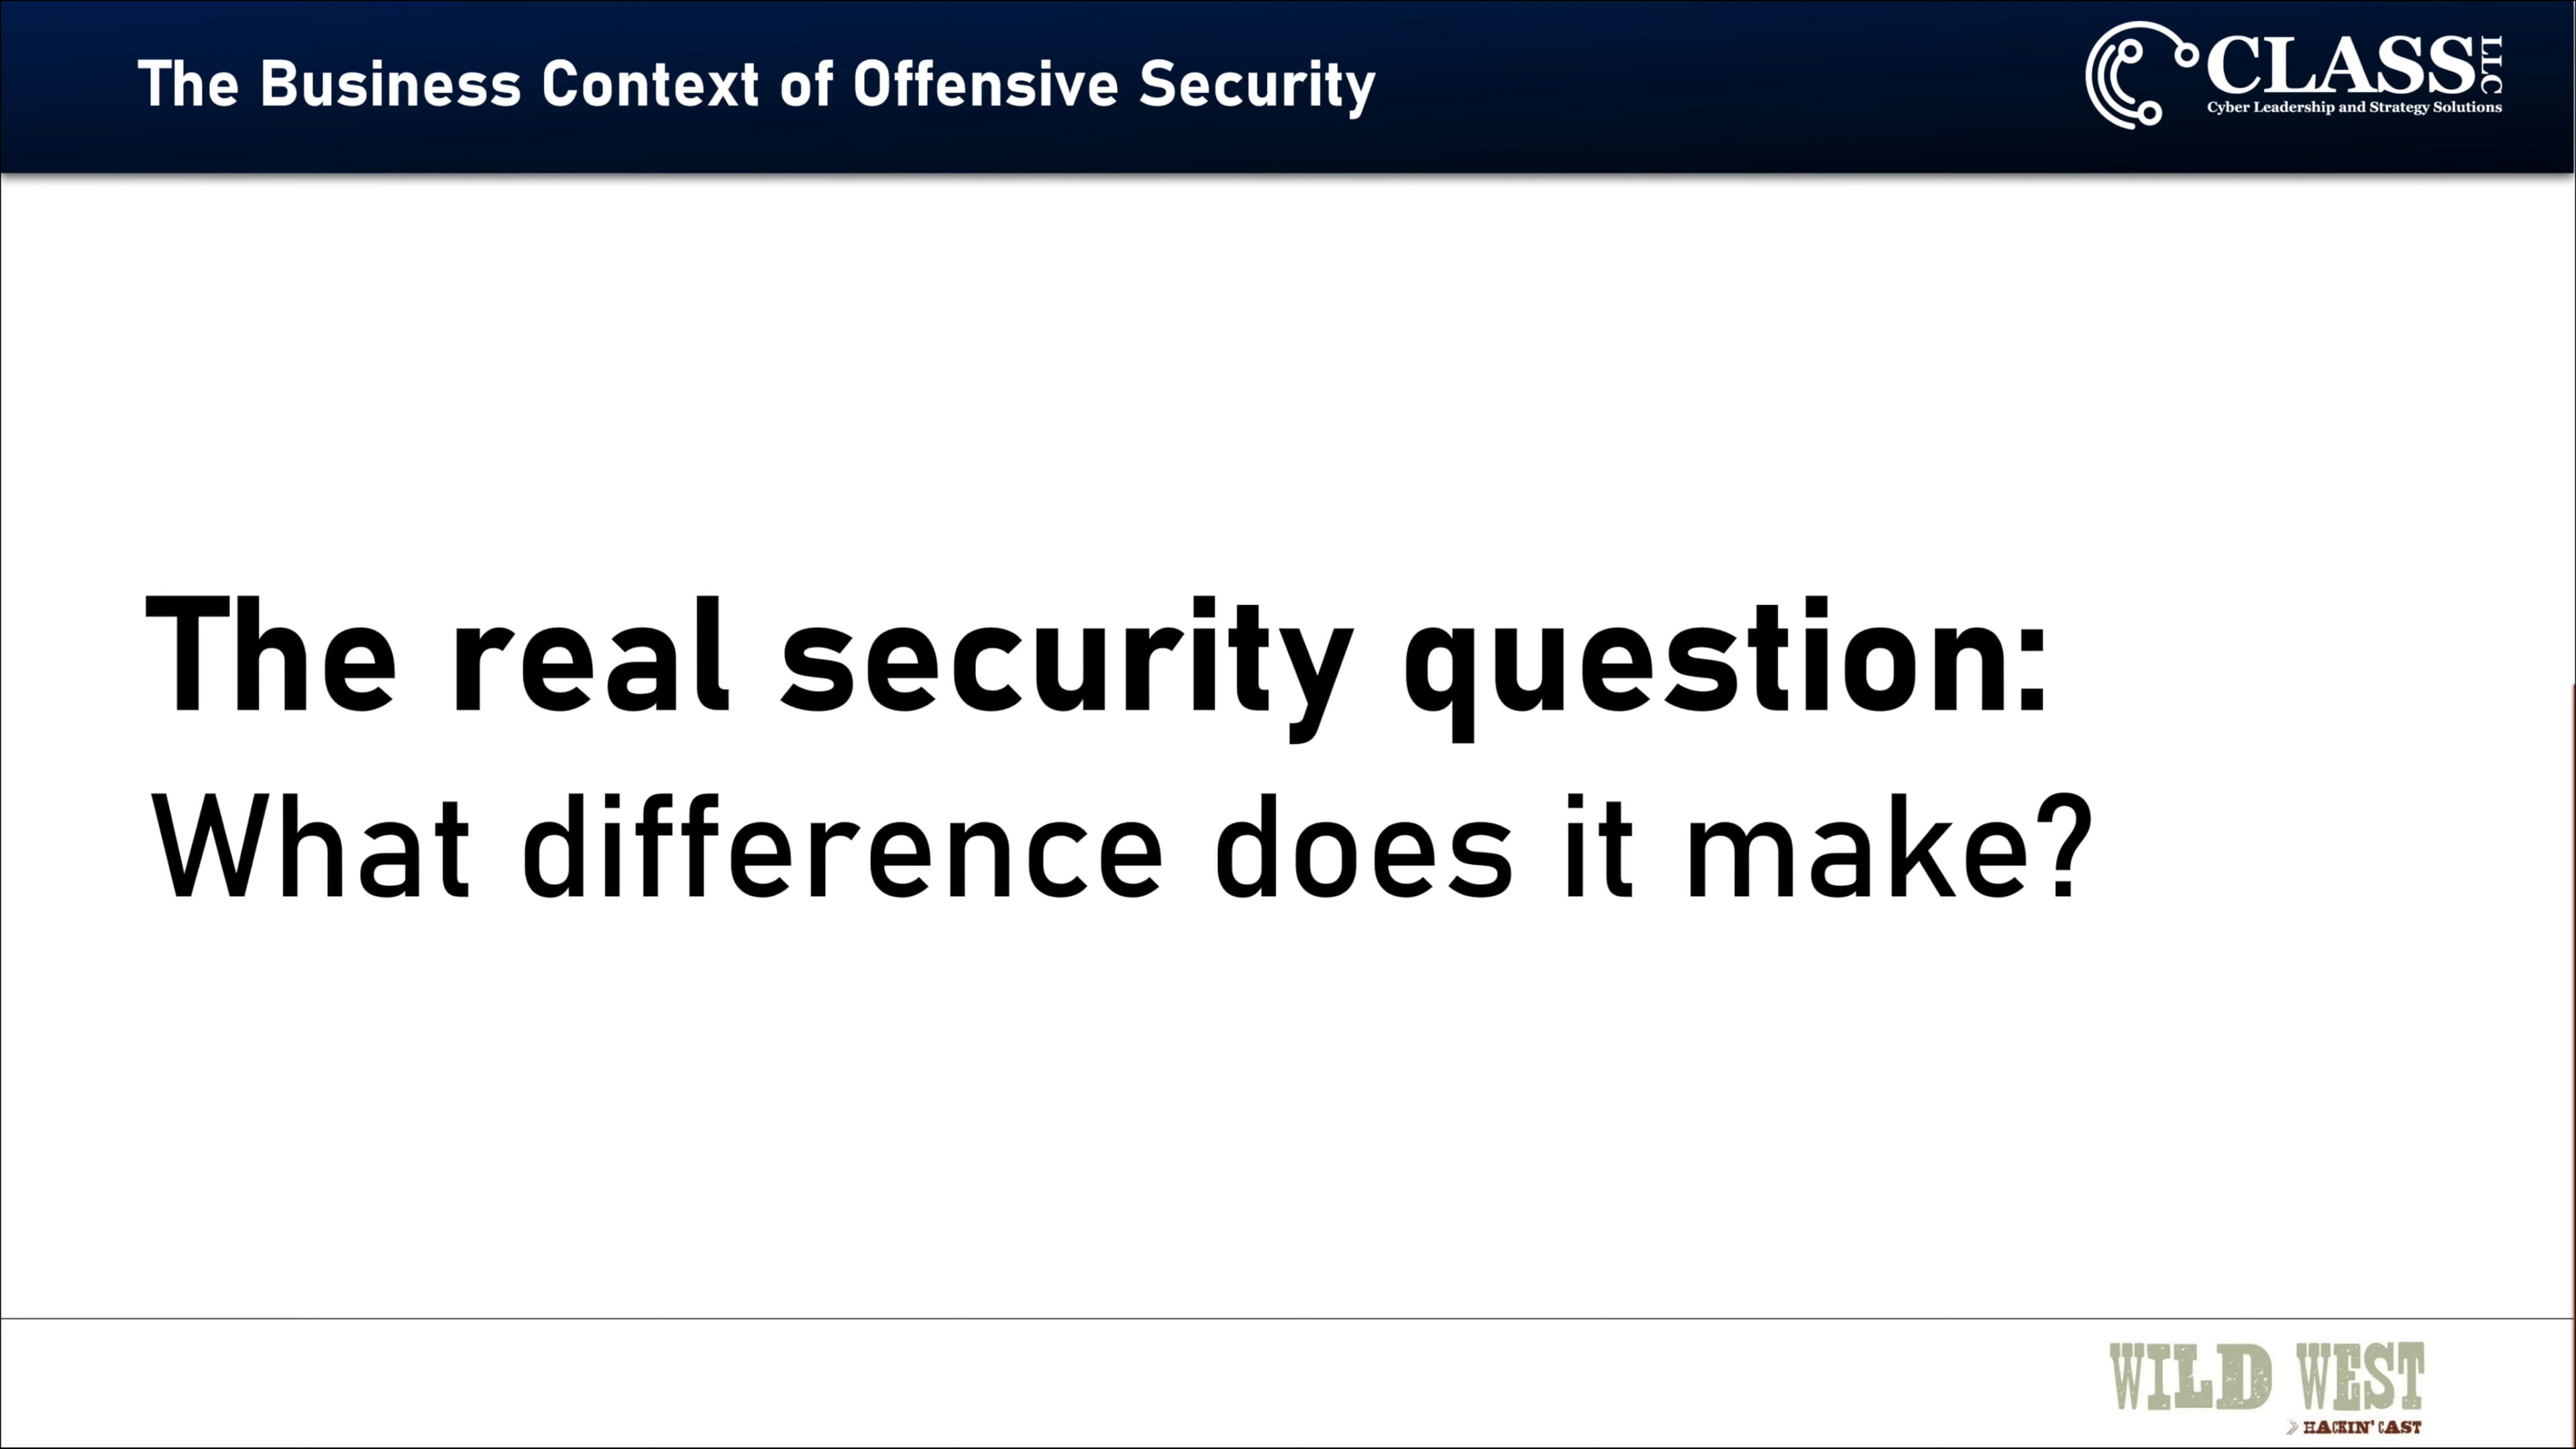 The Business Context of Offensive Security
CLASS LLC
Cyber Leadership and Strategy Solutions
The real security question:
What difference does it make?
WILD WEST
HACKIN' CAST